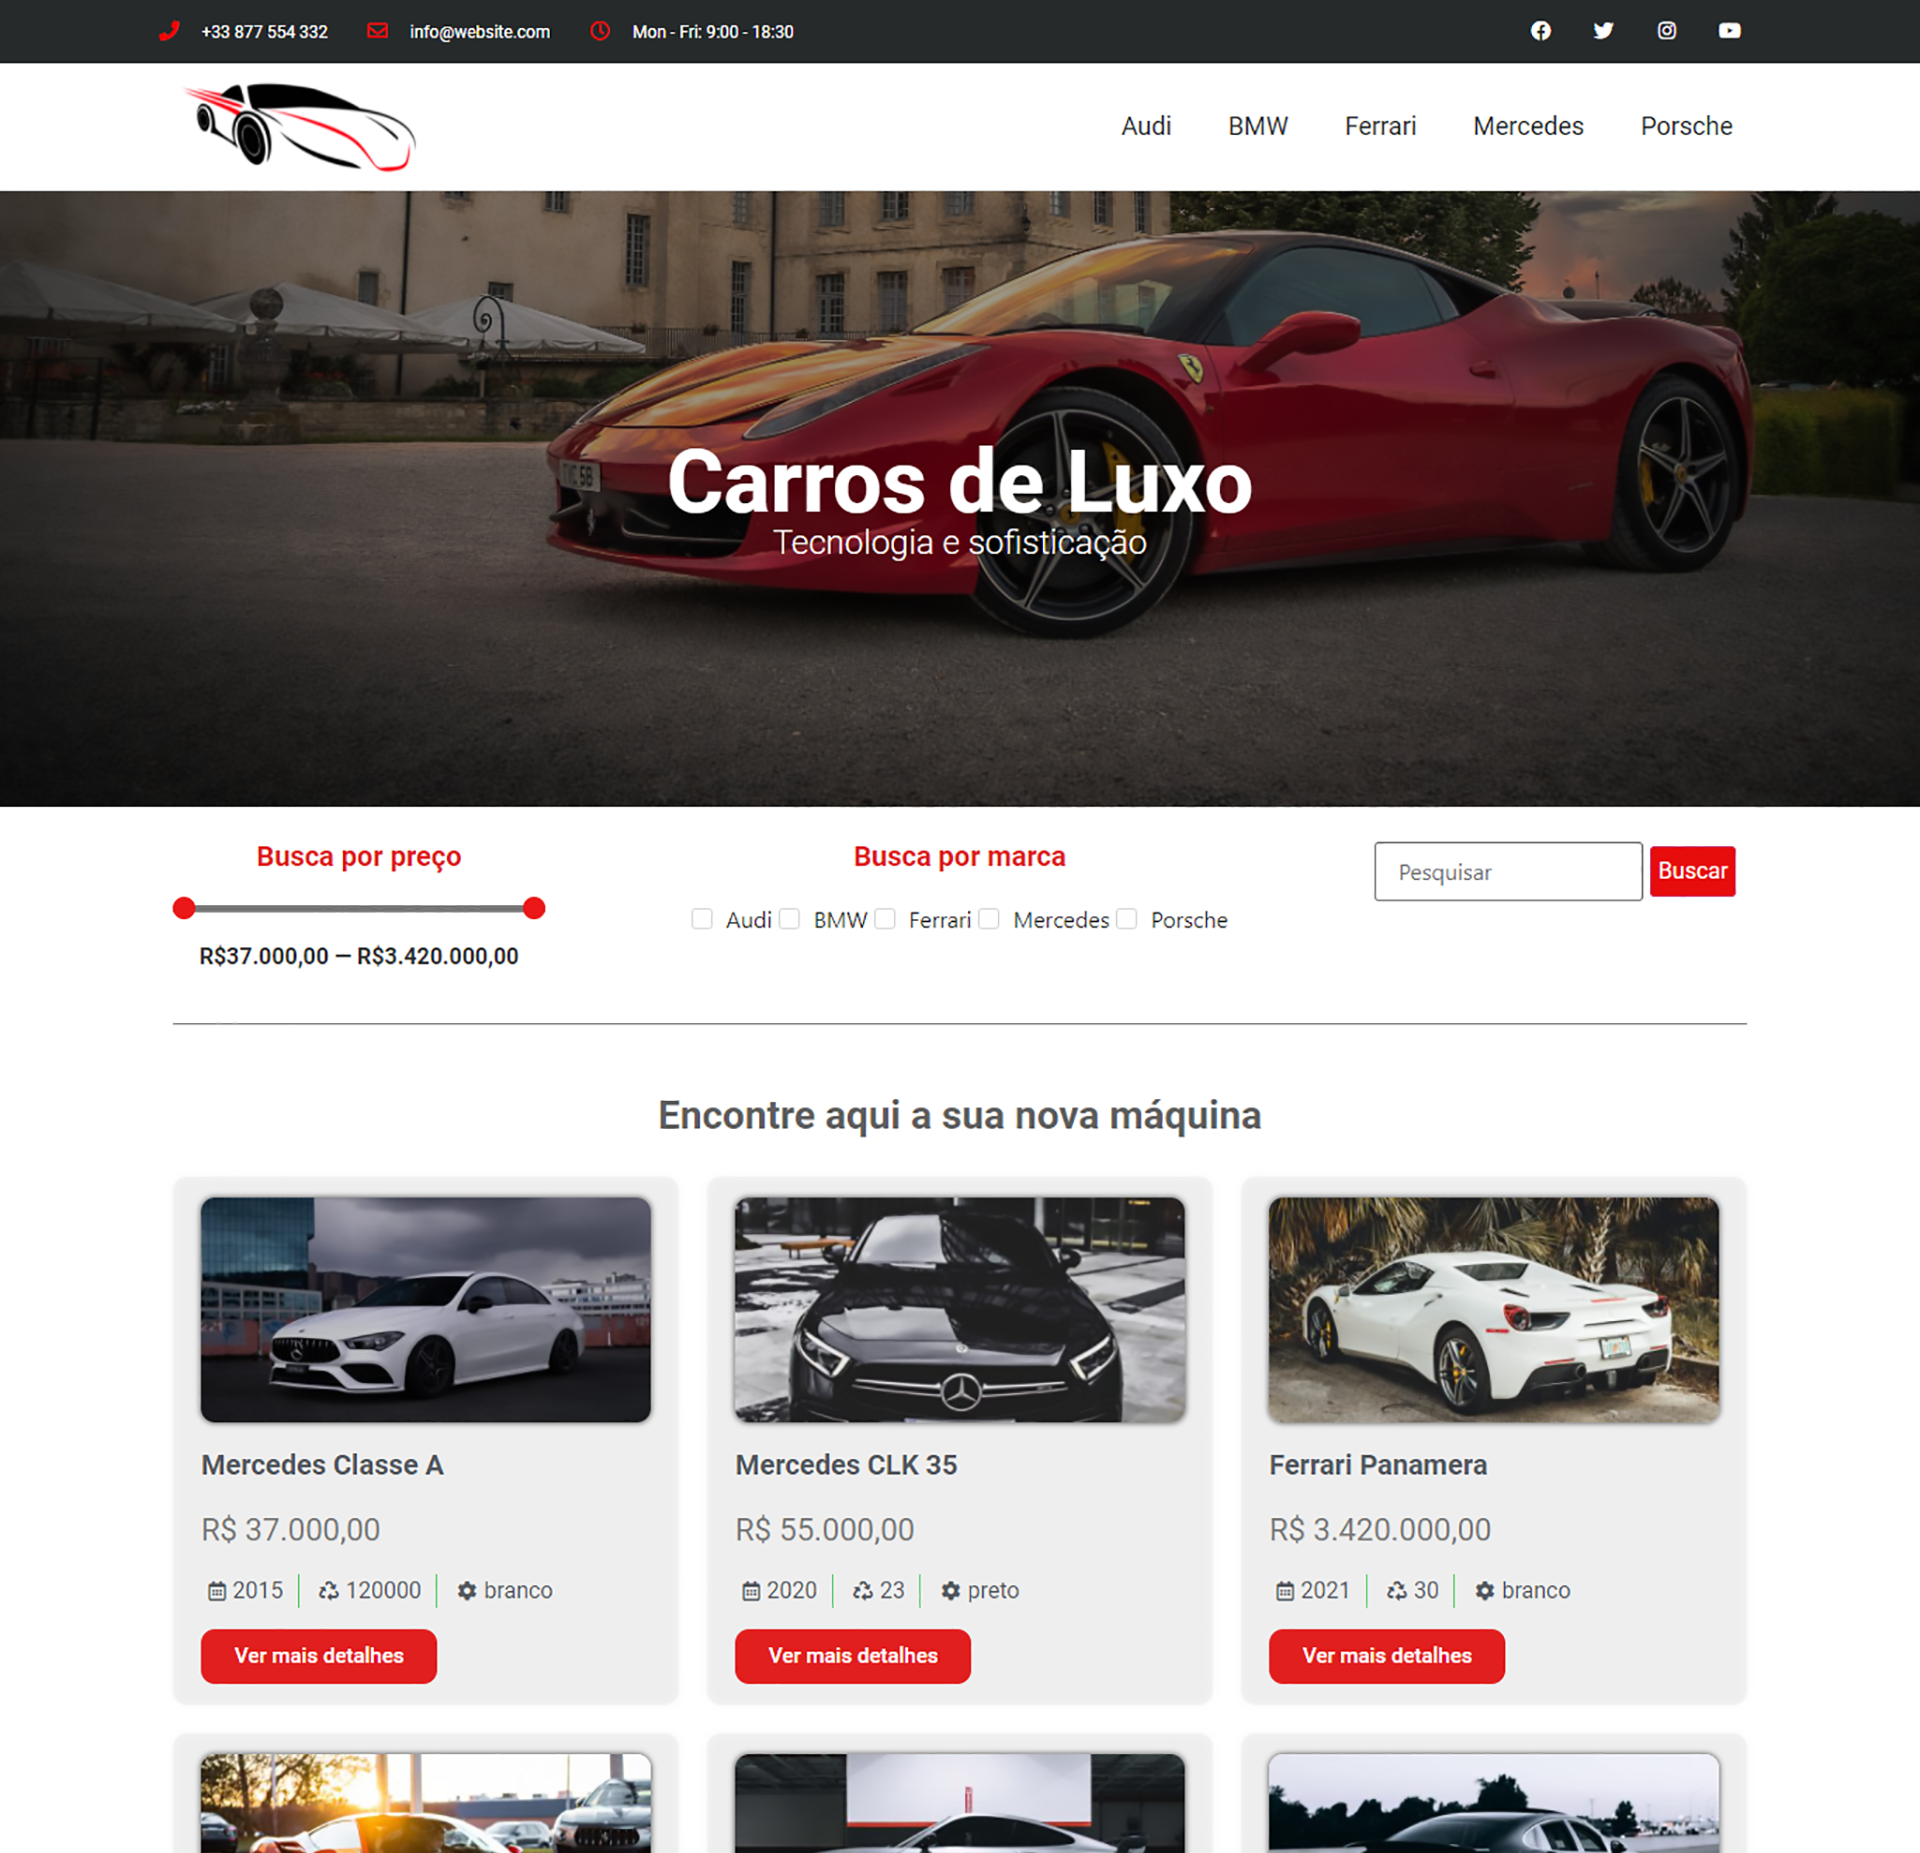 +33 877 554 332 info@website.com Mon - Fri: 9:00 - 18:30
Audi BMW Ferrari Mercedes Porsche
Carros de Luxo
Tecnologia e sofisticação
Busca por preço
R$37.000,00 — R$3.420.000,00
Busca por marca
Audi BMW Ferrari Mercedes Porsche
Pesquisar Buscar
Encontre aqui a sua nova máquina
Mercedes Classe A
R$ 37.000,00
2015 120000 branco
Ver mais detalhes
Mercedes CLK 35
R$ 55.000,00
2020 23 preto
Ver mais detalhes
Ferrari Panamera
R$ 3.420.000,00
2021 30 branco
Ver mais detalhes